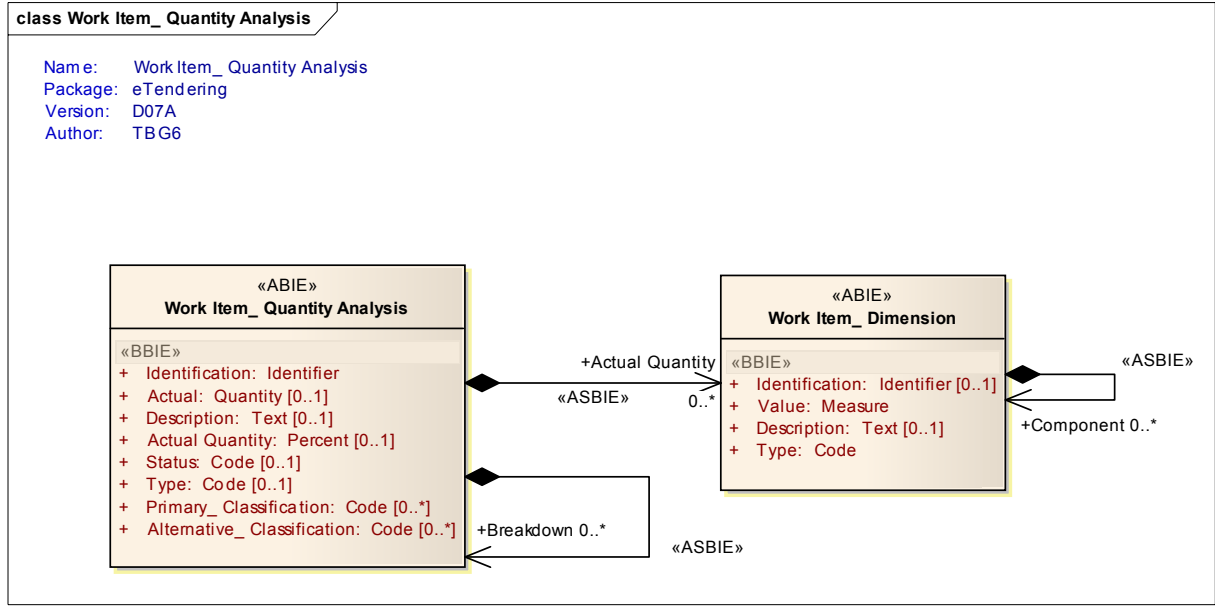 class Work Item_ Quantity Analysis
Name: Work Item_ Quantity Analysis
Package: eTendering
Version: D07A
Author: TBG6
«ABIE»
Work Item_ Quantity Analysis
«BBIE»
+ Identification: Identifier
+ Actual: Quantity [0..1]
+ Description: Text [0..1]
+ Actual Quantity: Percent [0..1]
+ Status: Code [0..1]
+ Type: Code [0..1]
+ Primary_ Classification: Code [0..*]
+ Alternative_ Classification: Code [0..*]
+Actual Quantity
«ASBIE»
0..*
«ABIE»
Work Item_ Dimension
«BBIE»
+ Identification: Identifier [0..1]
+ Value: Measure
+ Description: Text [0..1]
+ Type: Code
«ASBIE»
+Component 0..*
+Breakdown 0..*
«ASBIE»